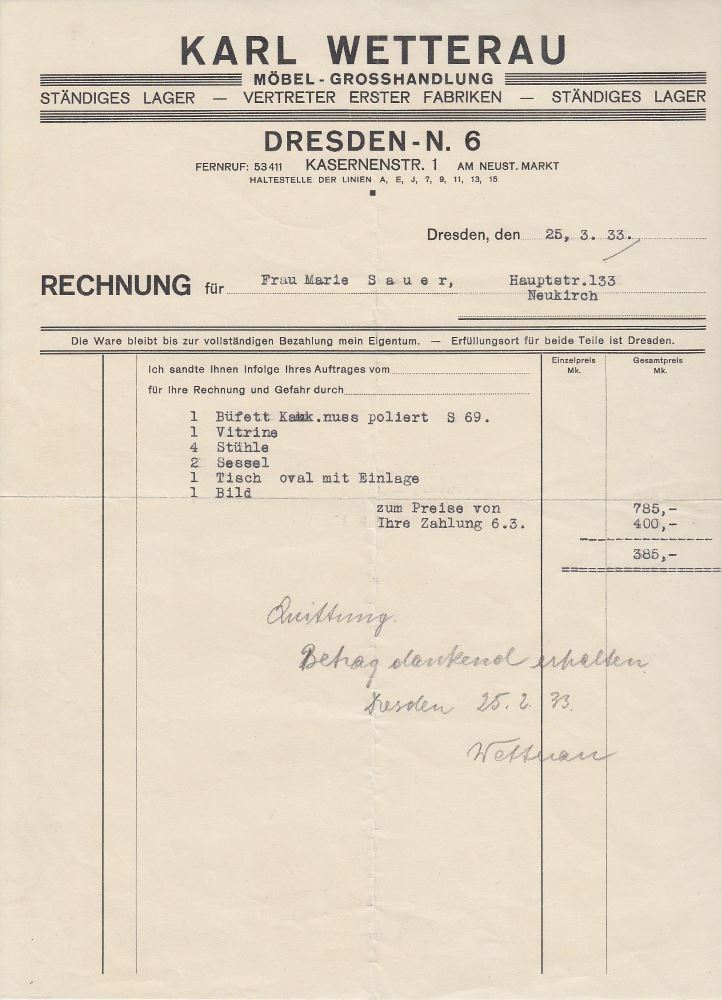 KARL WETTERAU
MÖBEL-GROSSHANDLUNG
STÄNDIGES LAGER — VERTRETER ERSTER FABRIKEN — STÄNDIGES LAGER
DRESDEN-N. 6
FERNRUF: 53411 KASERNENSTR. 1 AM NEUST. MARKT
HALTESTELLE DER LINIEN A, E, J, 7, 9, 11, 13, 15
Dresden, den 25. 3. 33.
RECHNUNG für Frau Marie S a u e r, Hauptstr.133
Neukirch
Die Ware bleibt bis zur vollständigen Bezahlung mein Eigentum. — Erfüllungsort für beide Teile ist Dresden.
Ich sandte Ihnen infolge Ihres Auftrages vom
Einzelpreis Mk.
Gesamtpreis Mk.
für Ihre Rechnung und Gefahr durch
1 Büfett .nuss poliert S 69.
1 Vitrine
4 Stühle
2 Sessel
1 Tisch oval mit Einlage
1 Bild
zum Preise von 785,-
Ihre Zahlung 6.3. 400,-
385,-
Quittung.
Betrag dankend erhalten
Dresden 25. 33.
Wetterau